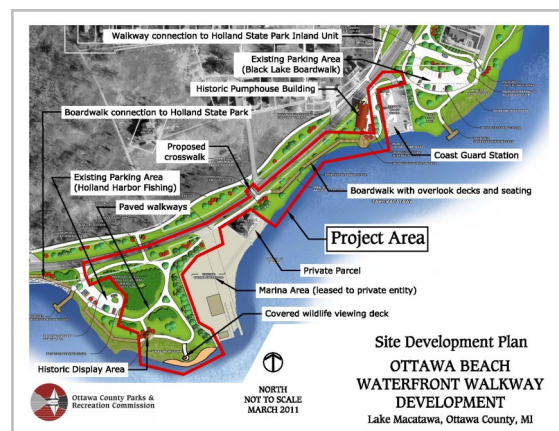 Walkway connection to Holland State Park Inland Unit
Existing Parking Area
(Black Lake Boardwalk)
Historic Pumphouse Building
Boardwalk connection to Holland State Park
Proposed
crosswalk
Coast Guard Station
Existing Parking Area
(Holland Harbor Fishing)
Boardwalk with overlook decks and seating
Paved walkways
Project Area
Private Parcel
Marina Area (leased to private entity)
Covered wildlife viewing deck
Historic Display Area
Site Development Plan
OTTAWA BEACH
WATERFRONT WALKWAY
DEVELOPMENT
Lake Macatawa, Ottawa County, MI
NORTH
NOT TO SCALE
MARCH 2011
Ottawa County Parks &
Recreation Commission